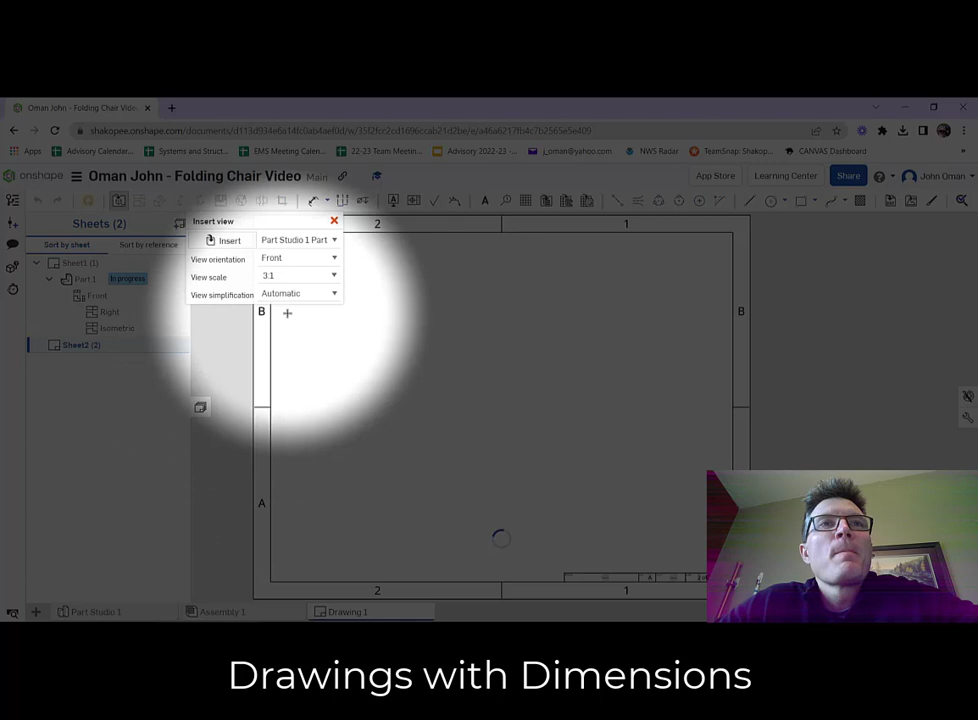 Oman John - Folding Chair Vide
shakopee.onshape.com/documents/
Apps
Advisory Calendar...
Systems and Struct...
EMS Meeting Calen...
22-23 Team Meetin...
Advisory 2022-23 - ...
j_oman@yahoo.com
NWS Radar
TeamSnap: Shakop...
CANVAS Dashboard
onshape
Oman John - Folding Chair Video
Main
App Store
Learning Center
Share
John Oman
Sheets (2)
Insert view
2
1
Sort by sheet
Sort by reference
Insert
Part Studio 1 Part
Sheet1 (1)
View orientation
Front
Part 1
In progress
View scale
3:1
Front
View simplification
Automatic
Right
B
B
Isometric
Sheet2 (2)
A
2
1
Part Studio 1
Assembly 1
Drawing 1
Drawings with Dimensions